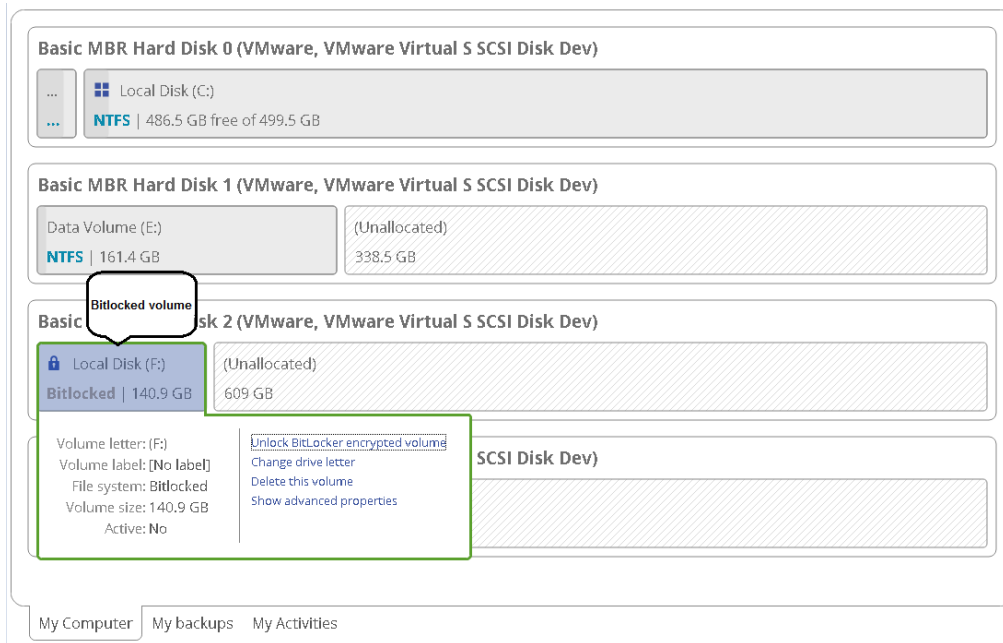 Basic MBR Hard Disk 0 (VMware, VMware Virtual S SCSI Disk Dev)
...
Local Disk (C:)
...
NTFS | 486.5 GB free of 499.5 GB
Basic MBR Hard Disk 1 (VMware, VMware Virtual S SCSI Disk Dev)
Data Volume (E:)
(Unallocated)
NTFS | 161.4 GB
338.5 GB
Bitlocked volume
Basic sk 2 (VMware, VMware Virtual S SCSI Disk Dev)
Local Disk (F:)
(Unallocated)
Bitlocked | 140.9 GB
609 GB
Volume letter: (F:)
Volume label: [No label]
File system: Bitlocked
Volume size: 140.9 GB
Active: No
Unlock BitLocker encrypted volume
Change drive letter
Delete this volume
Show advanced properties
SCSI Disk Dev)
My Computer My backups My Activities